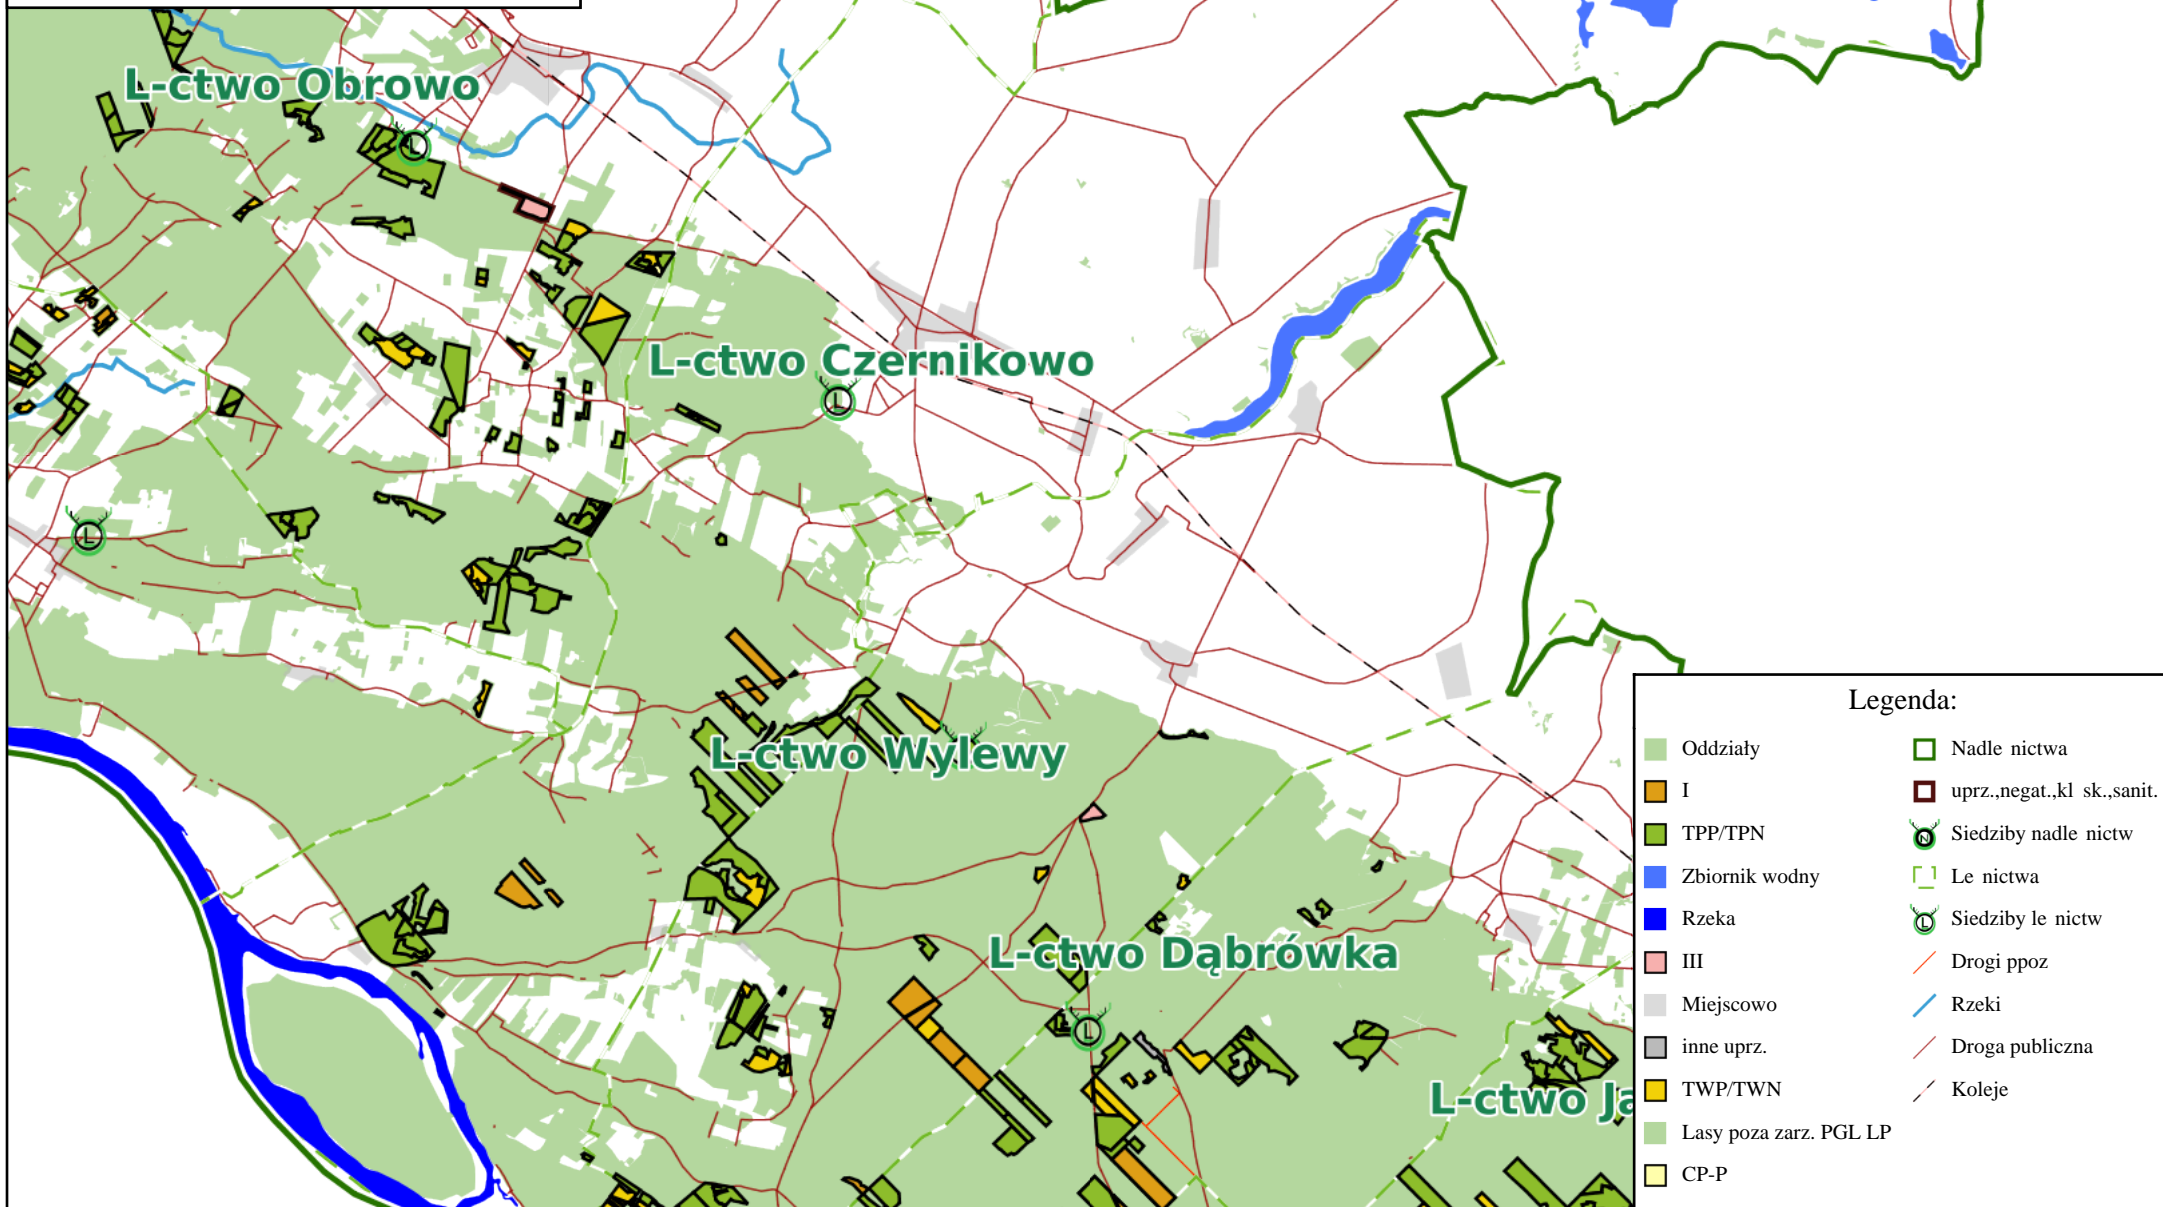 L-ctwo Obrowo
L-ctwo Czernikowo
L
L
L
L-ctwo Wylewy
L-ctwo Dąbrówka
L
L-ctwo Ja
Legenda:
Oddziały
I
TPP/TPN
Zbiornik wodny
Rzeka
III
Miejscowo
inne uprz.
TWP/TWN
Lasy poza zarz. PGL LP
CP-P
Nadle nictwa
uprz.,negat.,kl sk.,sanit.
N Siedziby nadle nictw
Le nictwa
L Siedziby le nictw
Drogi ppoz
Rzeki
Droga publiczna
Koleje